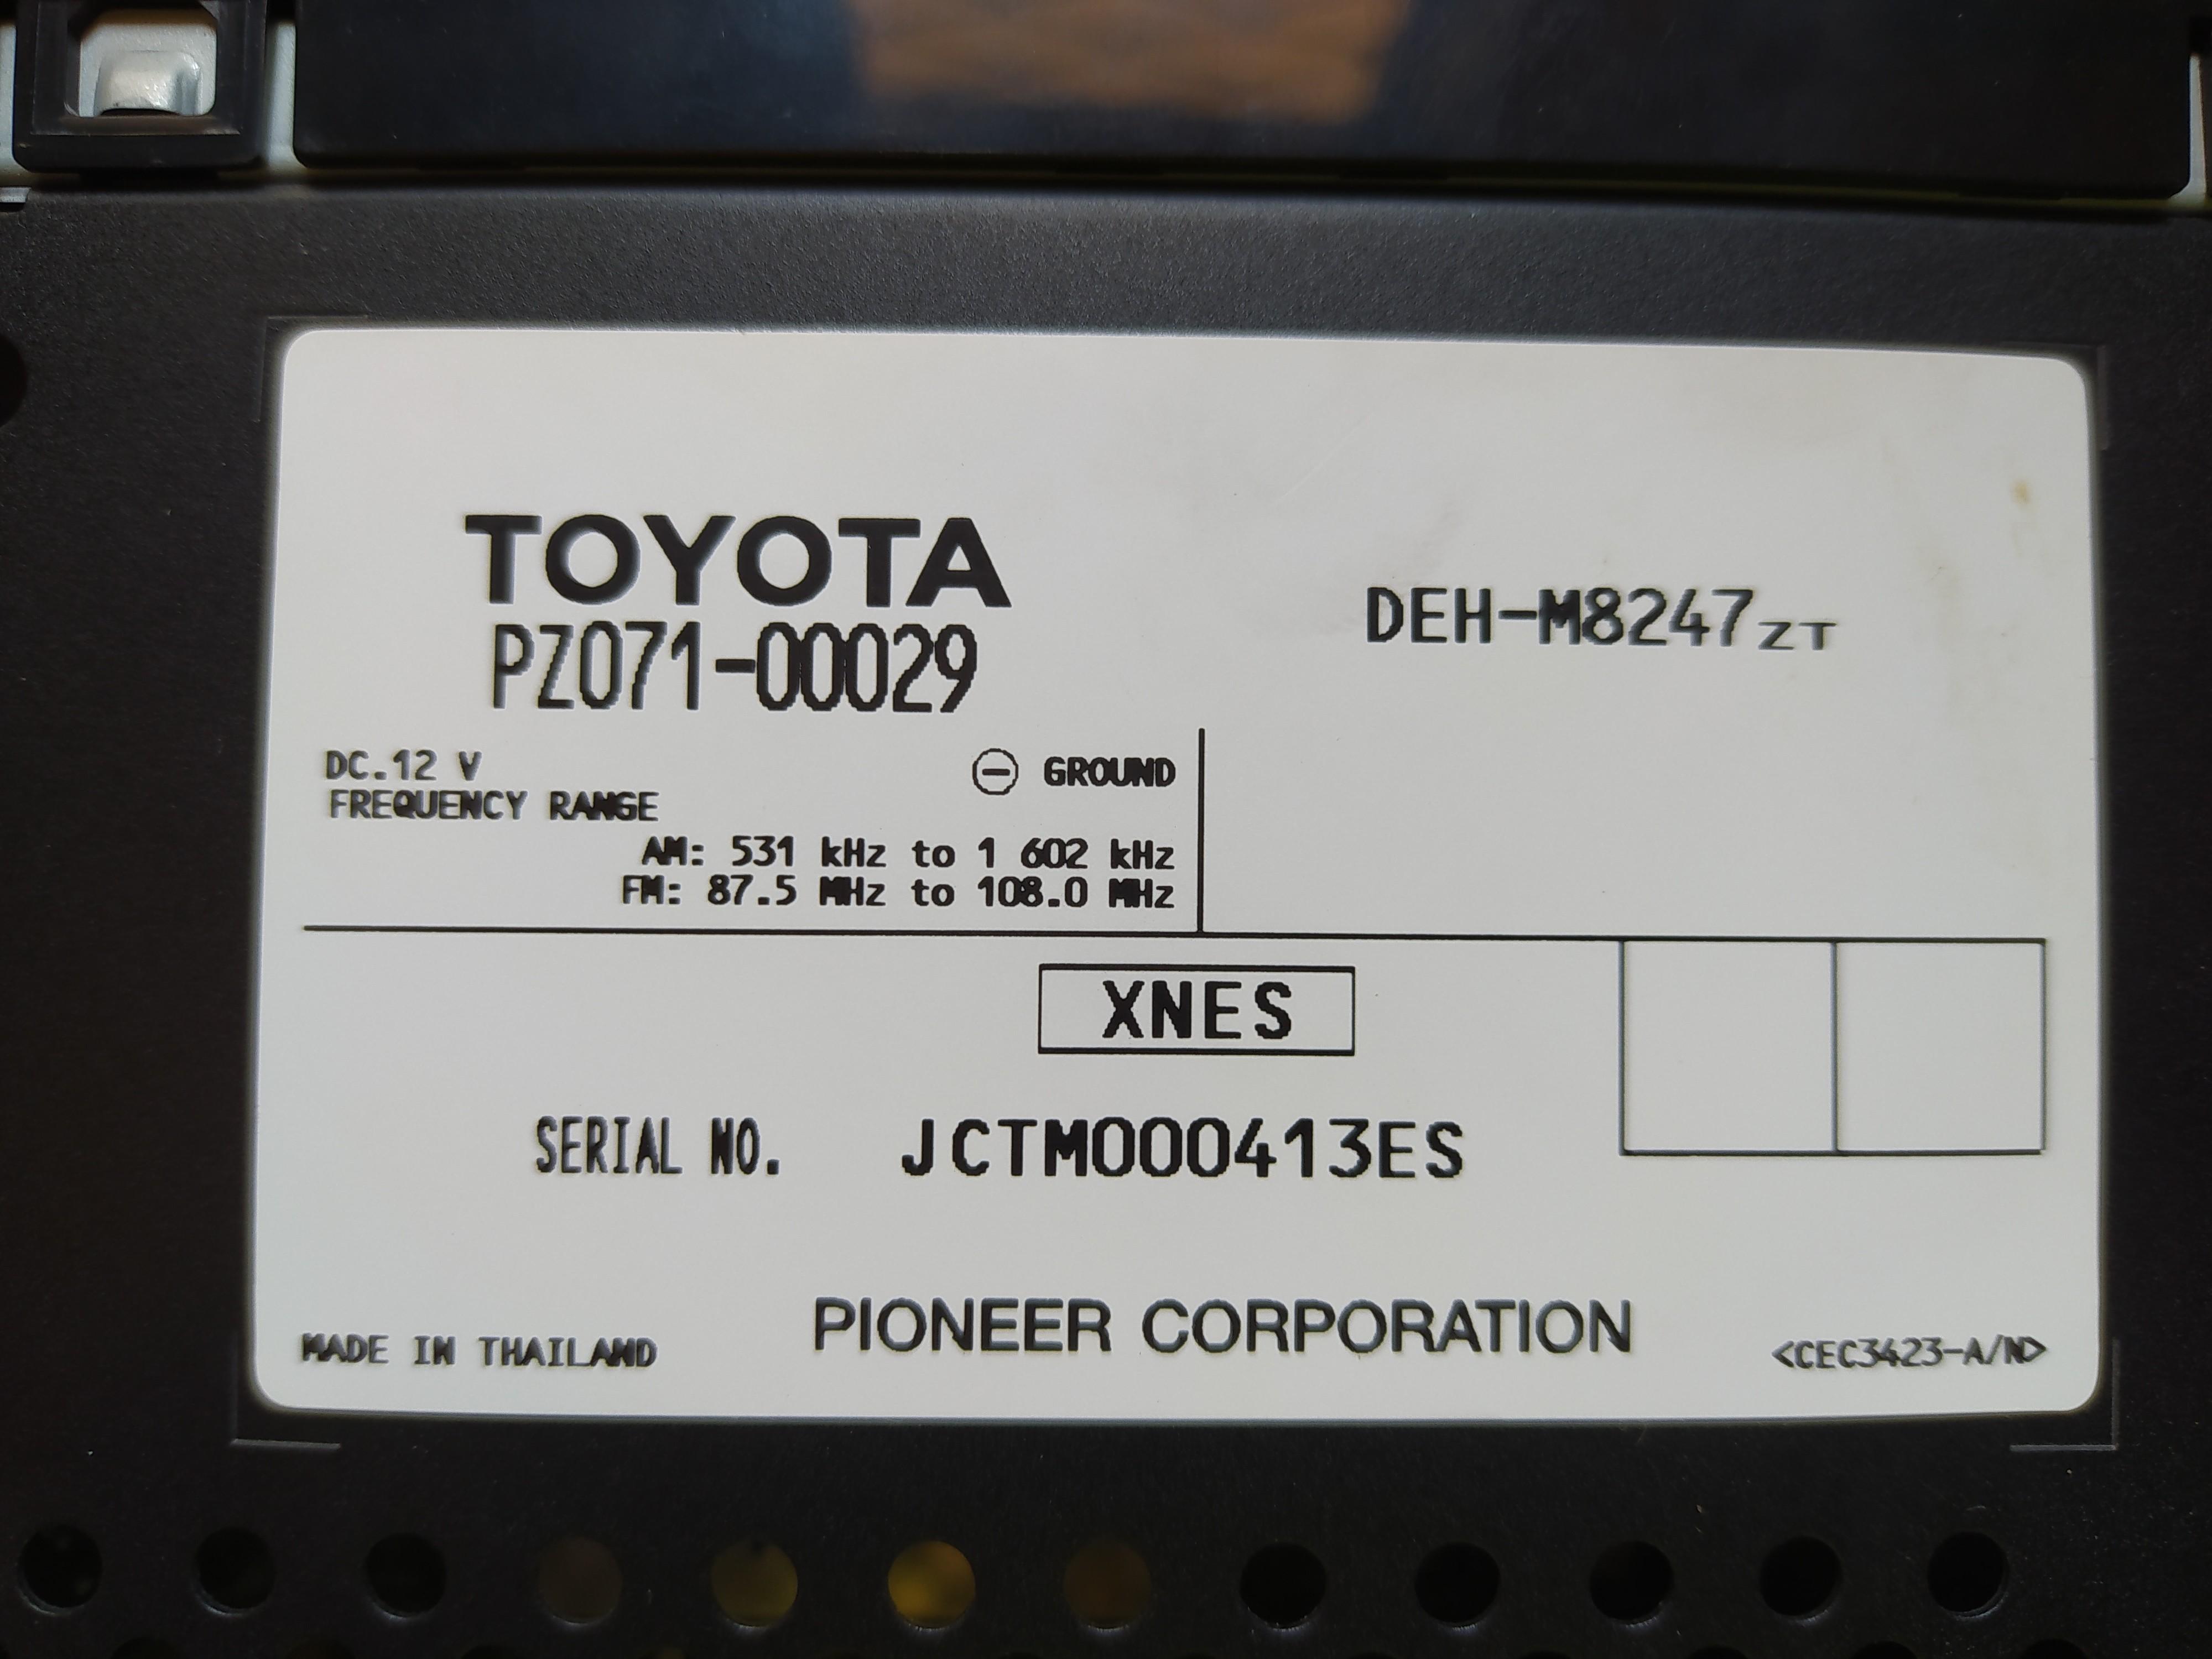 TOYOTA
PZ071-00029
DEH-M8247ZT
DC.12 V ⊖ GROUND
FREQUENCY RANGE
AM: 531 kHz to 1 602 kHz
FM: 87.5 MHz to 108.0 MHz
XNES
SERIAL NO. JCTM000413ES
MADE IN THAILAND
PIONEER CORPORATION
<CEC3423-A/N>